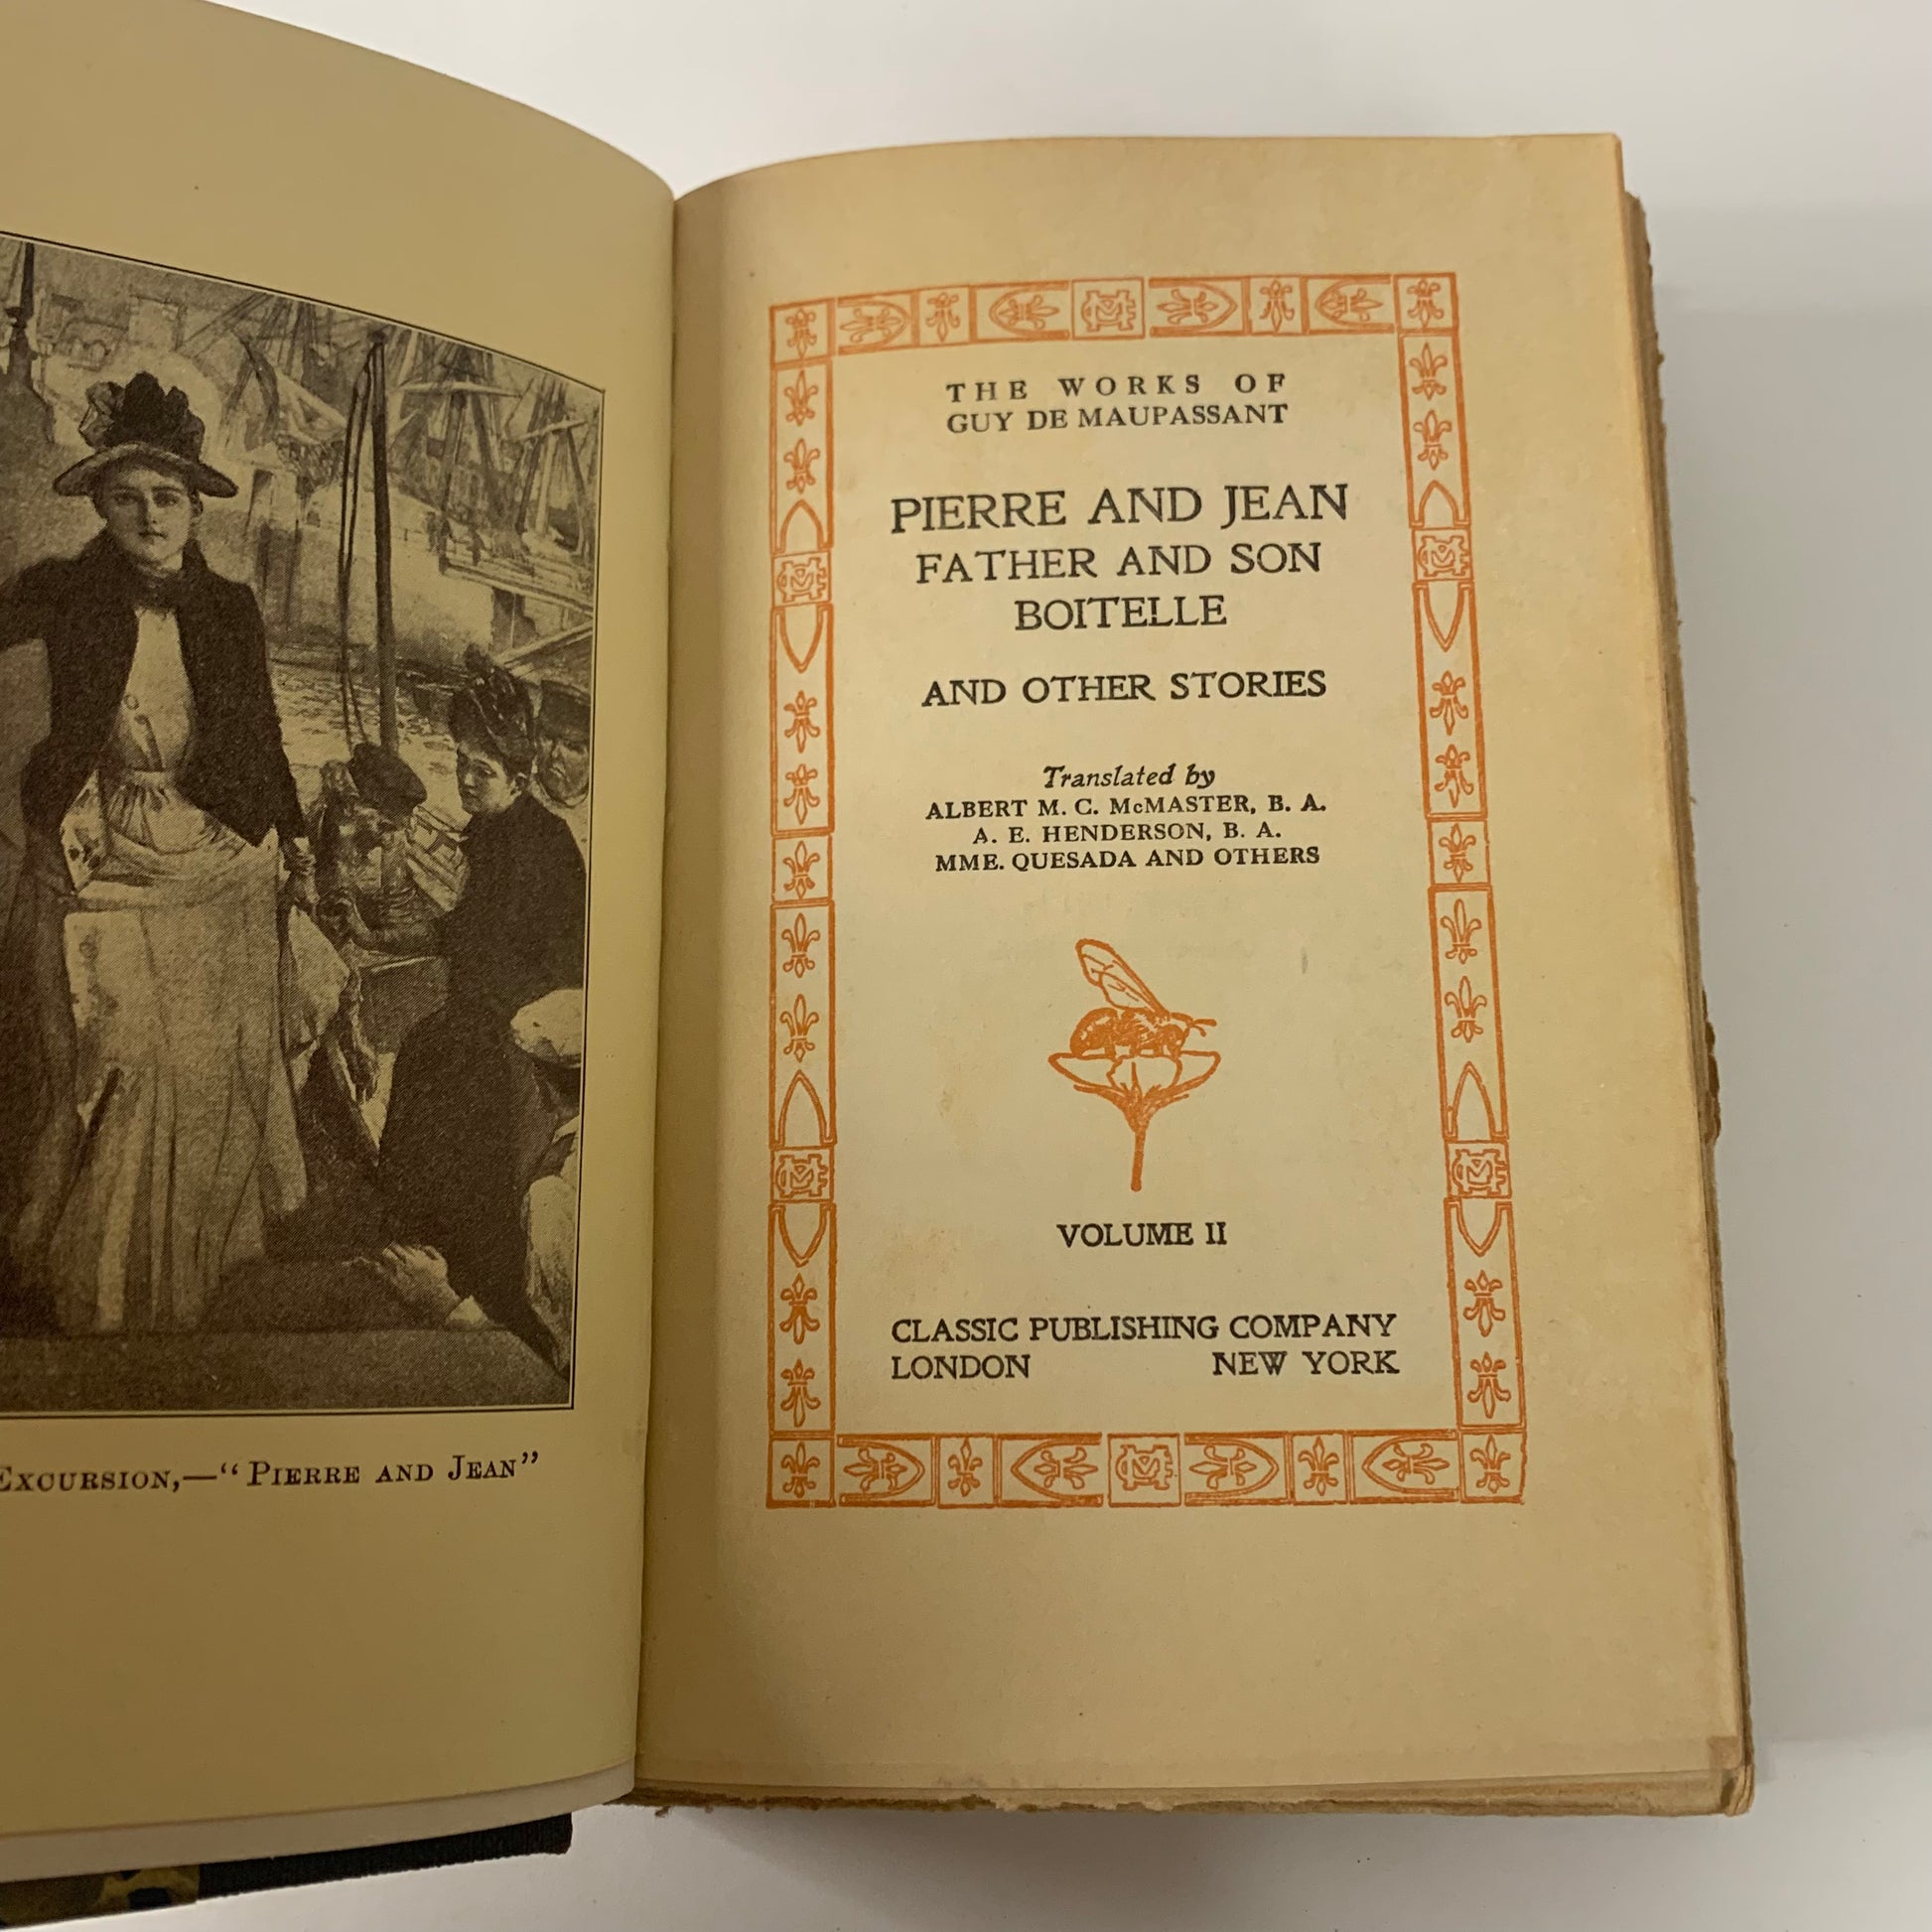 EXCURSION,—“PIERRE AND JEAN”
THE WORKS OF
GUY DE MAUPASSANT
PIERRE AND JEAN
FATHER AND SON
BOITELLE
AND OTHER STORIES
Translated by
ALBERT M. C. McMASTER, B. A.
A. E. HENDERSON, B. A.
MME. QUESADA AND OTHERS
VOLUME II
CLASSIC PUBLISHING COMPANY
LONDON NEW YORK